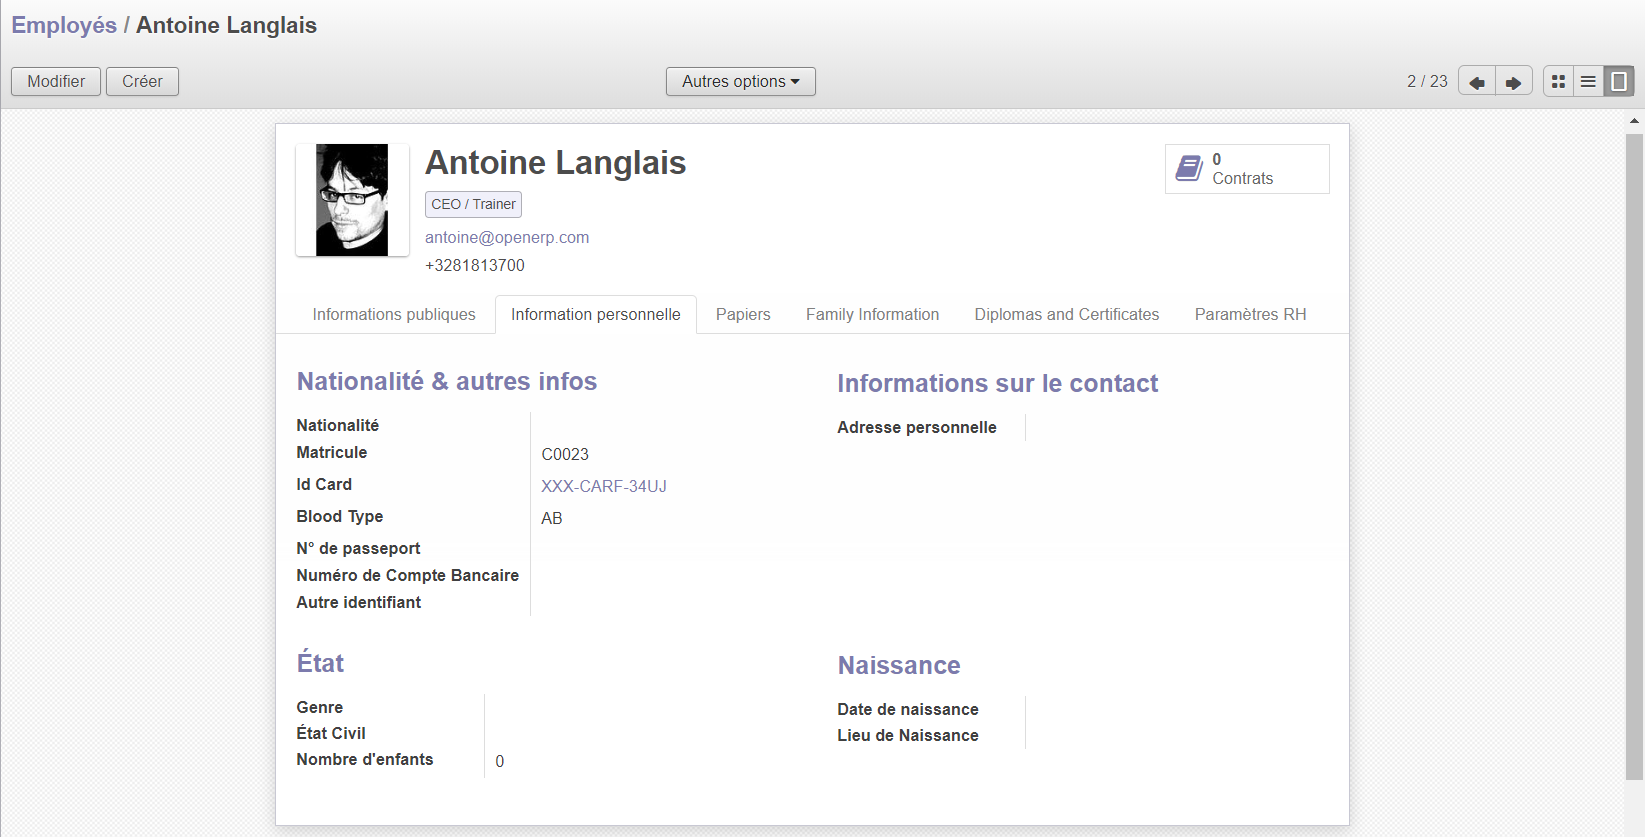 Employés / Antoine Langlais
Modifier
Créer
Autres options
2 / 23
Antoine Langlais
CEO / Trainer
antoine@openerp.com
+3281813700
0
Contrats
Informations publiques
Information personnelle
Papiers
Family Information
Diplomas and Certificates
Paramètres RH
Nationalité & autres infos
Nationalité
Matricule C0023
Id Card XXX-CARF-34UJ
Blood Type AB
N° de passeport
Numéro de Compte Bancaire
Autre identifiant
Informations sur le contact
Adresse personnelle
État
Genre
État Civil
Nombre d'enfants 0
Naissance
Date de naissance
Lieu de Naissance